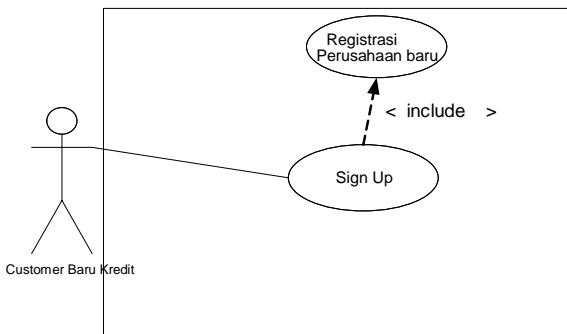 Registrasi
Perusahaan baru
< include >
Sign Up
Customer Baru Kredit